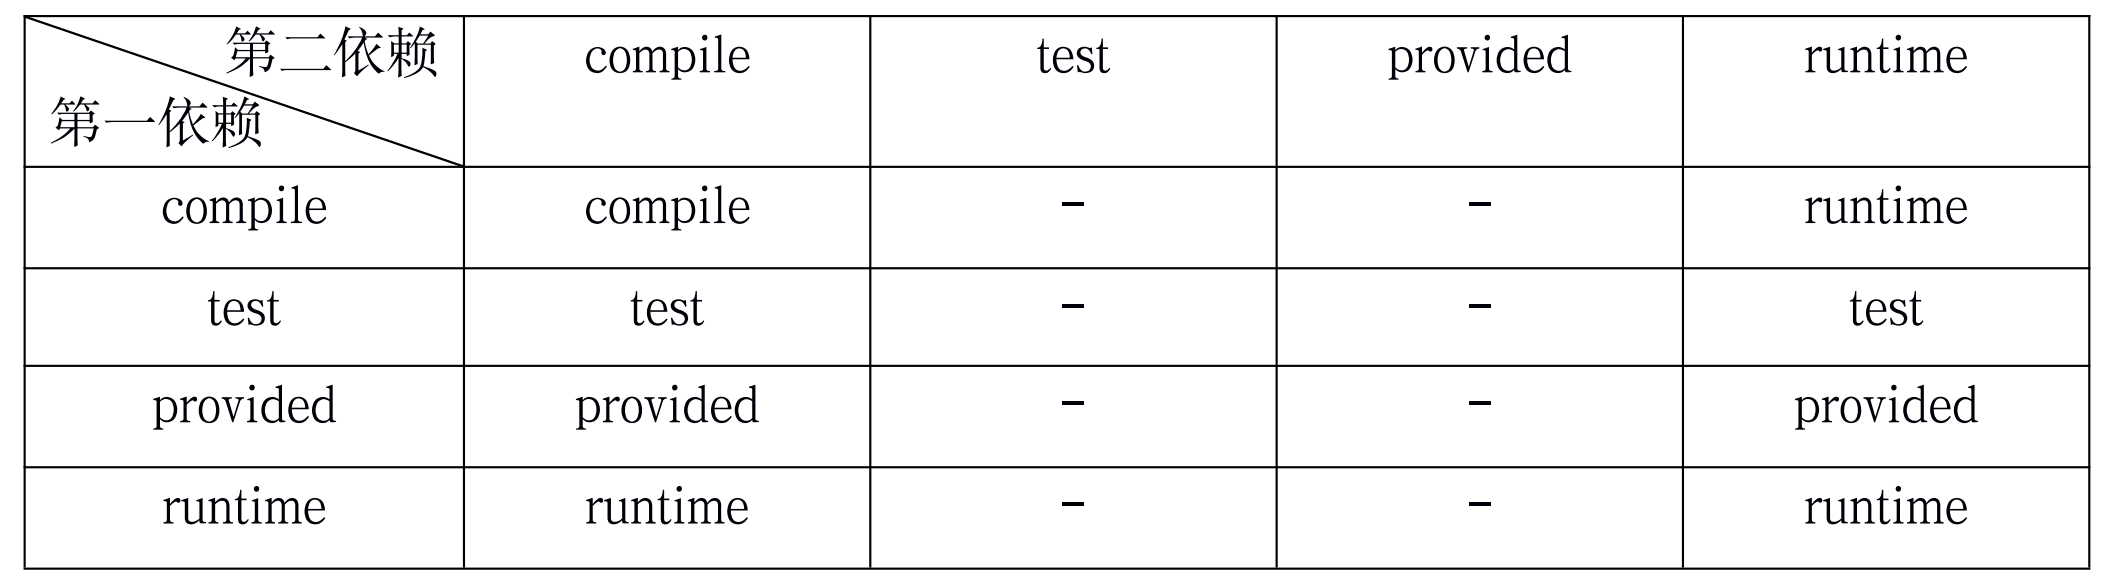 第二依赖 compile test provided runtime
第一依赖
compile compile - - runtime
test test - - test
provided provided - - provided
runtime runtime - - runtime